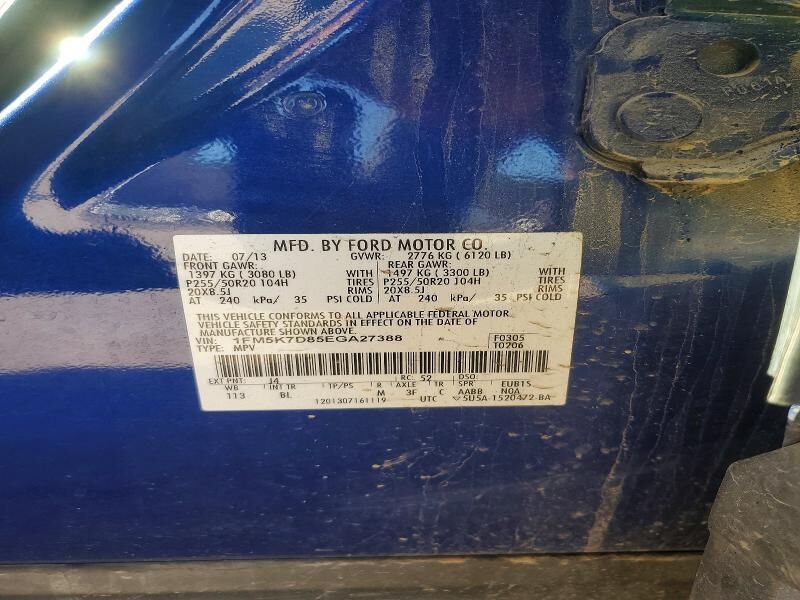 MFD. BY FORD MOTOR CO.
DATE: 07/13 GVWR: 2776 KG ( 6120 LB)
FRONT GAWR: REAR GAWR:
1397 KG ( 3080 LB) WITH 1497 KG ( 3300 LB) WITH
P255/50R20 104H TIRES P255/50R20 104H TIRES
20X8.5J RIMS 20X8.5J RIMS
AT 240 kPa/ 35 PSI COLD AT 240 kPa/ 35 PSI COLD
THIS VEHICLE CONFORMS TO ALL APPLICABLE FEDERAL MOTOR
VEHICLE SAFETY STANDARDS IN EFFECT ON THE DATE OF
MANUFACTURE SHOWN ABOVE.
VIN: 1FM5K7D85EGA27388 F0305
TYPE: MPV T0206
EXT PNT: J4 RC: 52 DSO:
WB INT TR TP/PS R AXLE TR SPR EUB1S
113 BL M 3F C AABB N0A
1201307161119 UTC 5U5A-1520472-BA